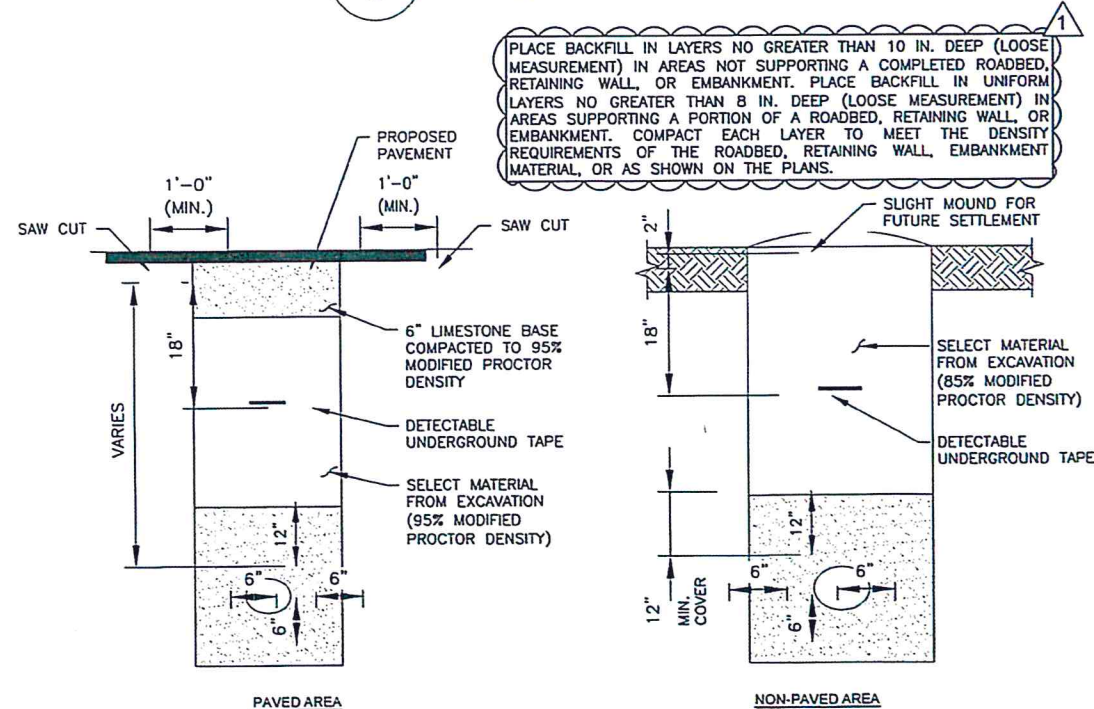 1
PLACE BACKFILL IN LAYERS NO GREATER THAN 10 IN. DEEP (LOOSE
MEASUREMENT) IN AREAS NOT SUPPORTING A COMPLETED ROADBED,
RETAINING WALL, OR EMBANKMENT. PLACE BACKFILL IN UNIFORM
LAYERS NO GREATER THAN 8 IN. DEEP (LOOSE MEASUREMENT) IN
AREAS SUPPORTING A PORTION OF A ROADBED, RETAINING WALL, OR
EMBANKMENT. COMPACT EACH LAYER TO MEET THE DENSITY
REQUIREMENTS OF THE ROADBED, RETAINING WALL, EMBANKMENT
MATERIAL, OR AS SHOWN ON THE PLANS.
PROPOSED
PAVEMENT
1'-0"
(MIN.)
1'-0"
(MIN.)
SAW CUT
SAW CUT
18"
VARIES
6" LIMESTONE BASE
COMPACTED TO 95%
MODIFIED PROCTOR
DENSITY
DETECTABLE
UNDERGROUND TAPE
SELECT MATERIAL
FROM EXCAVATION
(95% MODIFIED
PROCTOR DENSITY)
12"
6"
6"
6"
PAVED AREA
2"
SLIGHT MOUND FOR
FUTURE SETTLEMENT
18"
SELECT MATERIAL
FROM EXCAVATION
(85% MODIFIED
PROCTOR DENSITY)
DETECTABLE
UNDERGROUND TAPE
12"
12"
MIN.
COVER
6"
6"
6"
NON-PAVED AREA